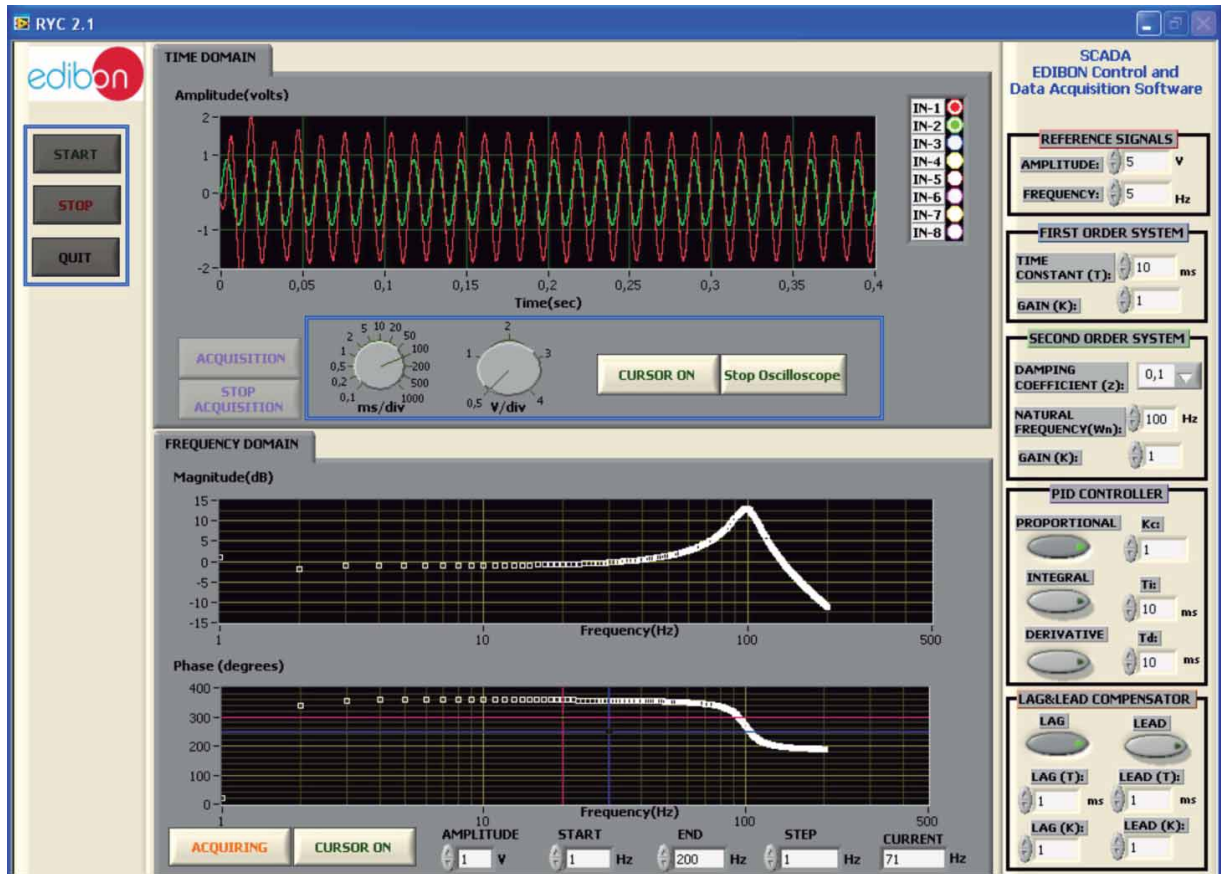 RYC 2.1
edibon
START
STOP
QUIT
TIME DOMAIN
Amplitude(volts)
2
1
0
-1
-2
0 0,05 0,1 0,15 0,2 0,25 0,3 0,35 0,4
Time(sec)
IN-1
IN-2
IN-3
IN-4
IN-5
IN-6
IN-7
IN-8
ACQUISITION
STOP
ACQUISITION
0,1 0,2 0,5 1 2 5 10 20 50 100 200 500 1000
ms/div
0,5 1 2 3 4
V/div
CURSOR ON
Stop Oscilloscope
FREQUENCY DOMAIN
Magnitude(dB)
15
10
5
0
-5
-10
-15
1 10 100 500
Frequency(Hz)
Phase (degrees)
400
300
200
100
0
1 10 100 500
Frequency(Hz)
ACQUIRING
CURSOR ON
AMPLITUDE
1 V
START
1 Hz
END
200 Hz
STEP
1 Hz
CURRENT
71 Hz
SCADA
EDIBON Control and
Data Acquisition Software
REFERENCE SIGNALS
AMPLITUDE: 5 V
FREQUENCY: 5 Hz
FIRST ORDER SYSTEM
TIME
CONSTANT (T): 10 ms
GAIN (K): 1
SECOND ORDER SYSTEM
DAMPING
COEFFICIENT (z): 0,1
NATURAL
FREQUENCY(Wn): 100 Hz
GAIN (K): 1
PID CONTROLLER
PROPORTIONAL Kc:
1
INTEGRAL Ti:
10 ms
DERIVATIVE Td:
10 ms
LAG&LEAD COMPENSATOR
LAG LEAD
LAG (T): LEAD (T):
1 ms 1 ms
LAG (K): LEAD (K):
1 1